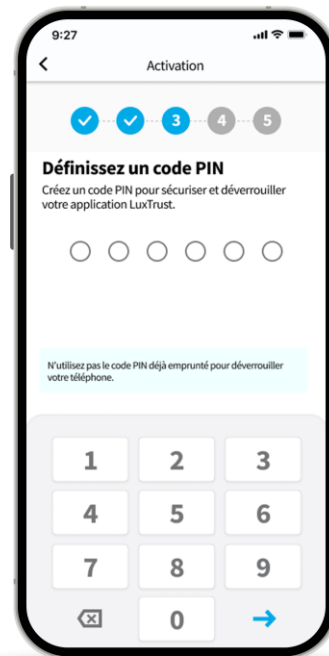 9:27
Activation
3 4 5
Définissez un code PIN
Créez un code PIN pour sécuriser et déverrouiller
votre application LuxTrust.
N'utilisez pas le code PIN déjà emprunté pour déverrouiller
votre téléphone.
1 2 3
4 5 6
7 8 9
0